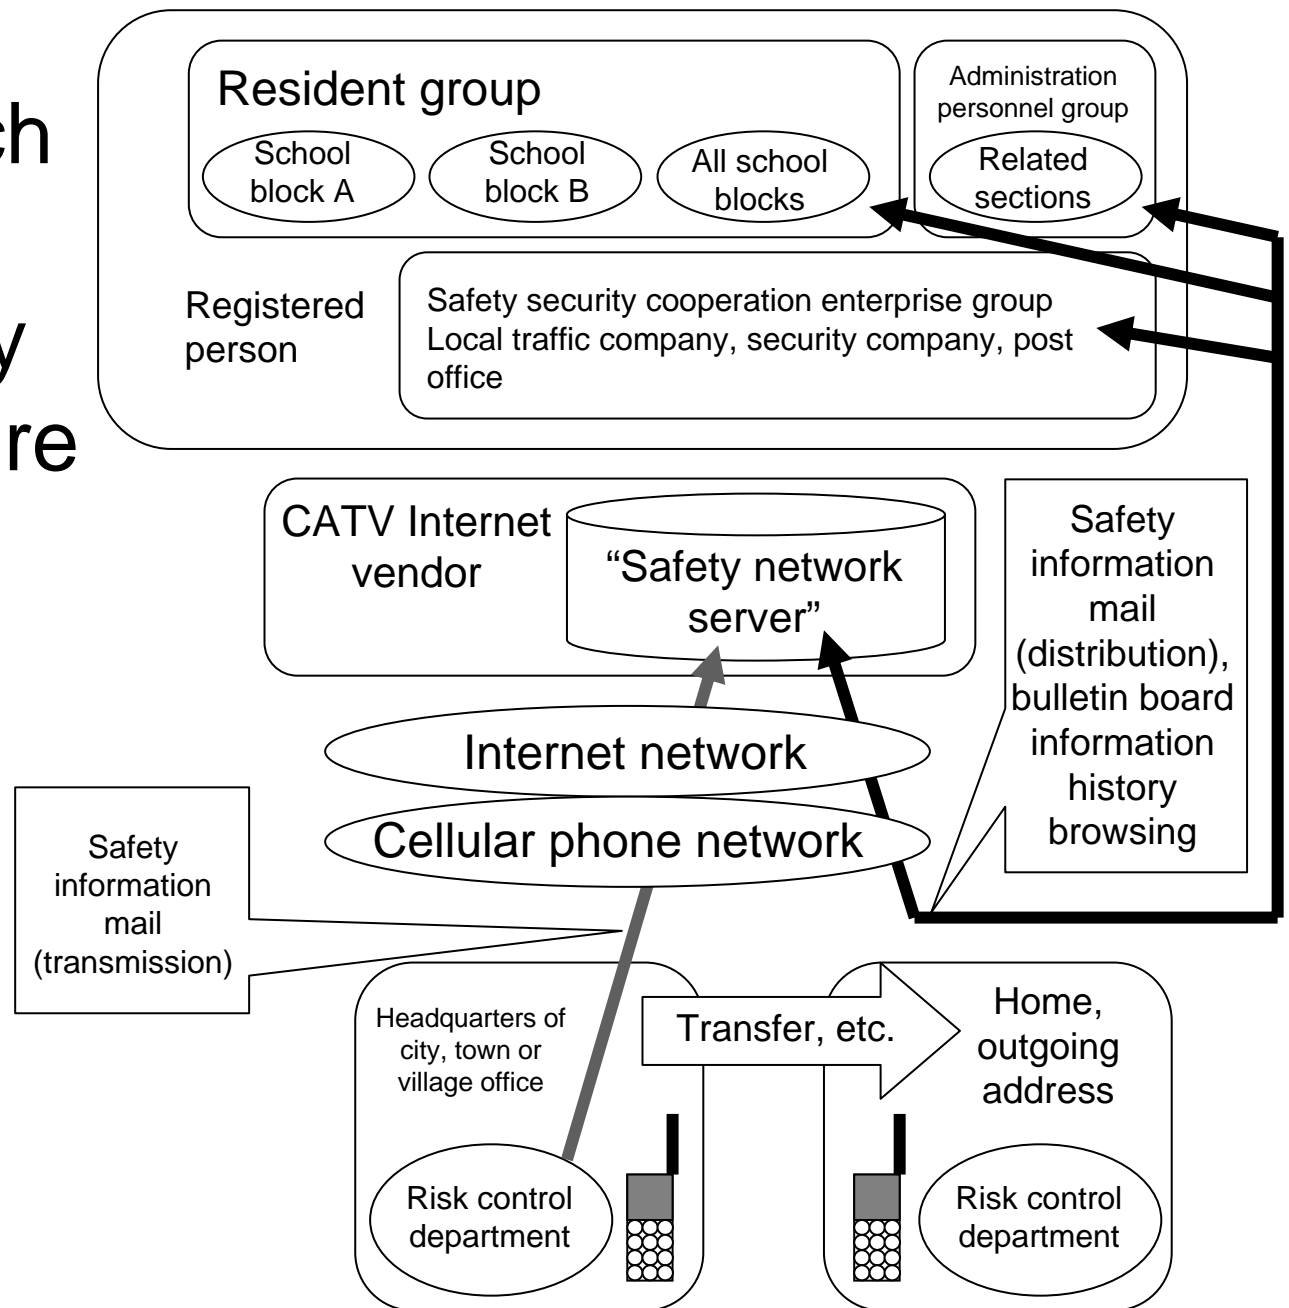 ch
y
re
Resident group
School
block A
School
block B
All school
blocks
Administration
personnel group
Related
sections
Registered
person
Safety security cooperation enterprise group
Local traffic company, security company, post
office
CATV Internet
vendor
“Safety network
server”
Safety
information
mail
(distribution),
bulletin board
information
history
browsing
Internet network
Cellular phone network
Safety
information
mail
(transmission)
Headquarters of
city, town or
village office
Transfer, etc.
Home,
outgoing
address
Risk control
department
Risk control
department